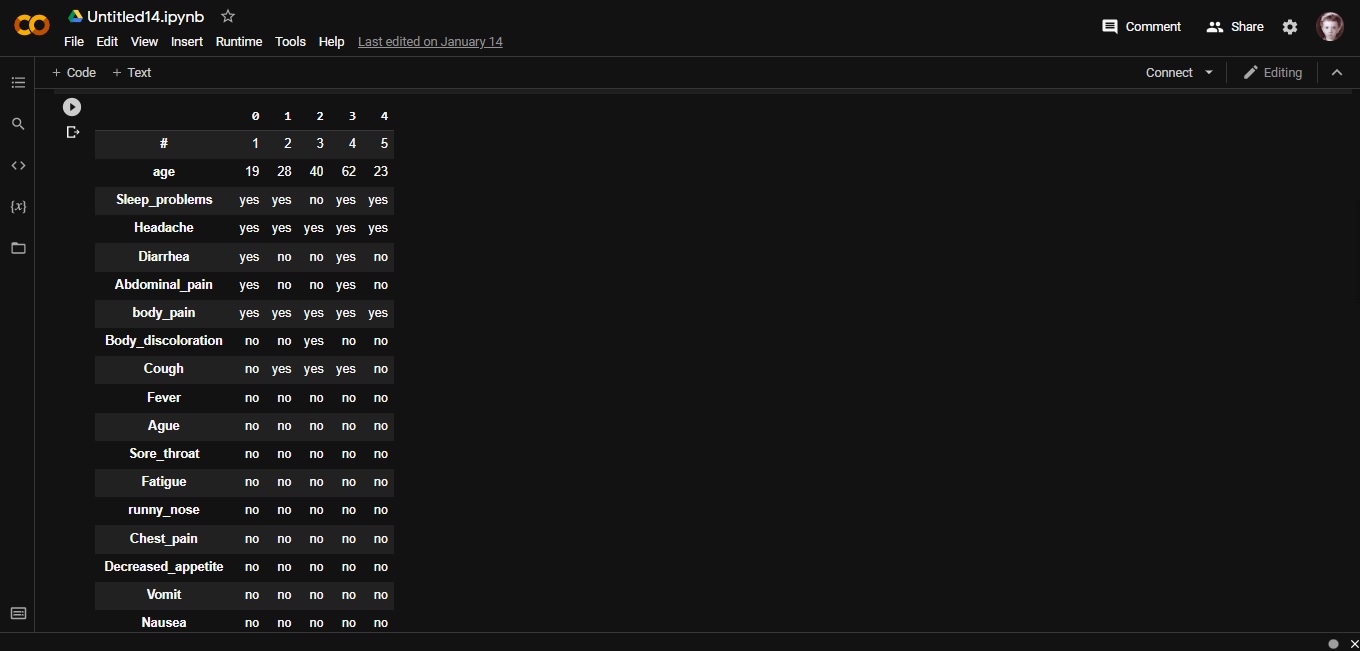 Untitled14.ipynb
File Edit View Insert Runtime Tools Help Last edited on January 14
Comment Share
+ Code + Text
Connect Editing
0 1 2 3 4
# 1 2 3 4 5
age 19 28 40 62 23
Sleep_problems yes yes no yes yes
Headache yes yes yes yes yes
Diarrhea yes no no yes no
Abdominal_pain yes no no yes no
body_pain yes yes yes yes yes
Body_discoloration no no yes no no
Cough no yes yes yes no
Fever no no no no no
Ague no no no no no
Sore_throat no no no no no
Fatigue no no no no no
runny_nose no no no no no
Chest_pain no no no no no
Decreased_appetite no no no no no
Vomit no no no no no
Nausea no no no no no